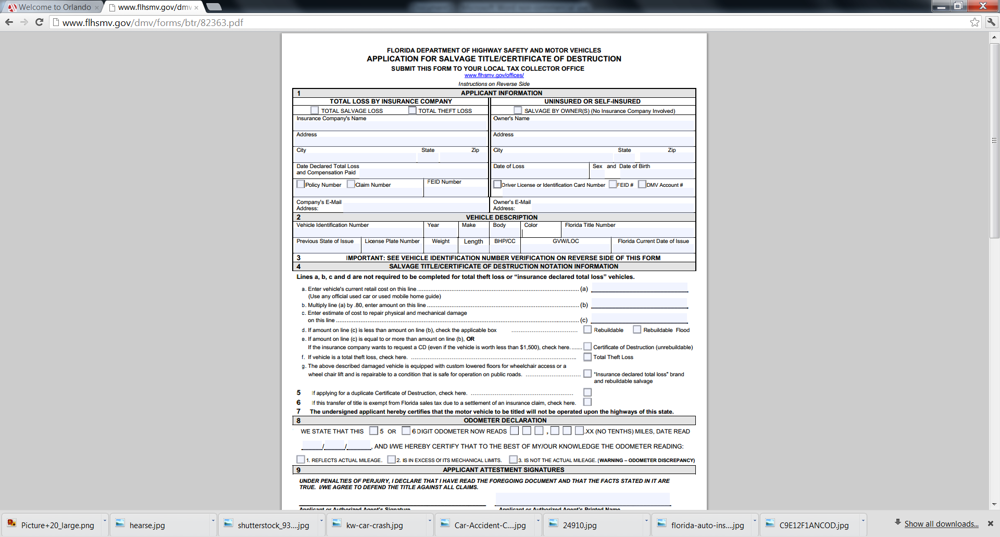 Welcome to Orlando
www.flhsmv.gov/dmv
www.flhsmv.gov/dmv/forms/btr/82363.pdf
FLORIDA DEPARTMENT OF HIGHWAY SAFETY AND MOTOR VEHICLES
APPLICATION FOR SALVAGE TITLE/CERTIFICATE OF DESTRUCTION
SUBMIT THIS FORM TO YOUR LOCAL TAX COLLECTOR OFFICE
www.flhsmv.gov/offices/
Instructions on Reverse Side
1 APPLICANT INFORMATION
TOTAL LOSS BY INSURANCE COMPANY UNINSURED OR SELF-INSURED
TOTAL SALVAGE LOSS TOTAL THEFT LOSS SALVAGE BY OWNER(S) (No Insurance Company Involved)
Insurance Company's Name Owner's Name
Address Address
City State Zip City State Zip
Date Declared Total Loss and Compensation Paid Date of Loss Sex and Date of Birth
Policy Number Claim Number FEID Number Driver License or Identification Card Number FEID # DMV Account #
Company's E-Mail Address: Owner's E-Mail Address:
2 VEHICLE DESCRIPTION
Vehicle Identification Number Year Make Body Color Florida Title Number
Previous State of Issue License Plate Number Weight Length BHP/CC GVW/LOC Florida Current Date of Issue
3 IMPORTANT: SEE VEHICLE IDENTIFICATION NUMBER VERIFICATION ON REVERSE SIDE OF THIS FORM
4 SALVAGE TITLE/CERTIFICATE OF DESTRUCTION NOTATION INFORMATION
Lines a, b, c and d are not required to be completed for total theft loss or “insurance declared total loss” vehicles.
a. Enter vehicle's current retail cost on this line (a)
(Use any official used car or used mobile home guide)
b. Multiply line (a) by .80, enter amount on this line (b)
c. Enter estimate of cost to repair physical and mechanical damage
on this line (c)
d. If amount on line (c) is less than amount on line (b), check the applicable box Rebuildable Rebuildable Flood
e. If amount on line (c) is equal to or more than amount on line (b), OR
If the insurance company wants to request a CD (even if the vehicle is worth less than $1,500), check here. Certificate of Destruction (unrebuildable)
f. If vehicle is a total theft loss, check here. Total Theft Loss
g. The above described damaged vehicle is equipped with custom lowered floors for wheelchair access or a
wheel chair lift and is repairable to a condition that is safe for operation on public roads. "Insurance declared total loss" brand
and rebuildable salvage
5 If applying for a duplicate Certificate of Destruction, check here.
6 If this transfer of title is exempt from Florida sales tax due to a settlement of an insurance claim, check here.
7 The undersigned applicant hereby certifies that the motor vehicle to be titled will not be operated upon the highways of this state.
8 ODOMETER DECLARATION
WE STATE THAT THIS 5 OR 6 DIGIT ODOMETER NOW READS , .XX (NO TENTHS) MILES, DATE READ
/ / , AND I/WE HEREBY CERTIFY THAT TO THE BEST OF MY/OUR KNOWLEDGE THE ODOMETER READING:
1. REFLECTS ACTUAL MILEAGE. 2. IS IN EXCESS Of ITS MECHANICAL LIMITS. 3. IS NOT THE ACTUAL MILEAGE. (WARNING – ODOMETER DISCREPANCY)
9 APPLICANT ATTESTMENT SIGNATURES
UNDER PENALTIES OF PERJURY, I DECLARE THAT I HAVE READ THE FOREGOING DOCUMENT AND THAT THE FACTS STATED IN IT ARE
TRUE. I/WE AGREE TO DEFEND THE TITLE AGAINST ALL CLAIMS.
Applicant or Authorized Agent's Signature Applicant or Authorized Agent's Printed Name
Picture+20_large.png hearse.jpg shutterstock_93....jpg kw-car-crash.jpg Car-Accident-C....jpg 24910.jpg florida-auto-ins....jpg C9E12F1ANCOD.jpg Show all downloads...